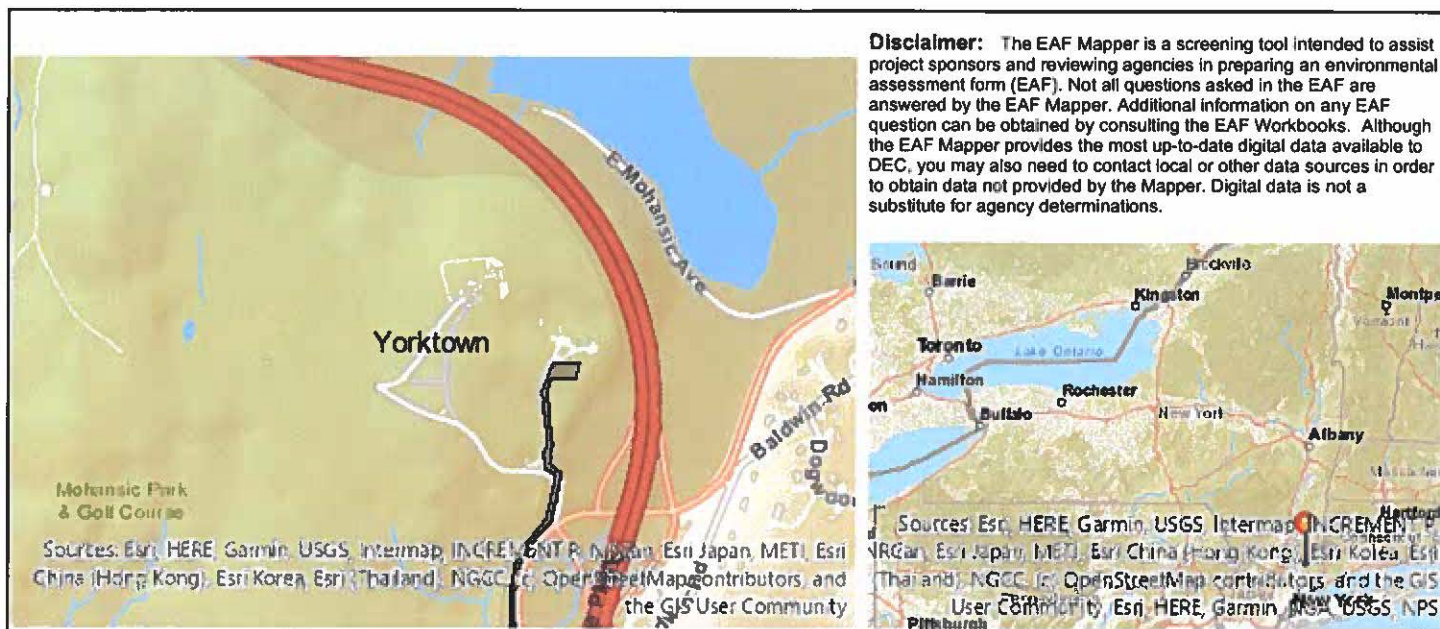 Disclaimer: The EAF Mapper is a screening tool intended to assist
project sponsors and reviewing agencies in preparing an environmental
assessment form (EAF). Not all questions asked in the EAF are
answered by the EAF Mapper. Additional information on any EAF
question can be obtained by consulting the EAF Workbooks. Although
the EAF Mapper provides the most up-to-date digital data available to
DEC, you may also need to contact local or other data sources in order
to obtain data not provided by the Mapper. Digital data is not a
substitute for agency determinations.
E Mohansic Ave
Yorktown
Baldwin Rd
Mohansic Park
& Golf Course
Sources: Esri, HERE, Garmin, USGS, Intermap, INCREMENT P, NRCan, Esri Japan, METI, Esri
China (Hong Kong), Esri Korea, Esri (Thailand), NGCC, (c) OpenStreetMap contributors, and
the GIS User Community
Barrie
Kingston
Brockville
Montpe
Vermont
Toronto
Lake Ontario
Hamilton
Rochester
Buffalo
New York
Albany
Hartford
Sources: Esri, HERE, Garmin, USGS, Intermap, INCREMENT P,
NRCan, Esri Japan, METI, Esri China (Hong Kong), Esri Korea, Esri
(Thailand), NGCC, (c) OpenStreetMap contributors, and the GIS
User Community, Esri, HERE, Garmin, NGA, USGS, NPS
New York
Pittsburgh